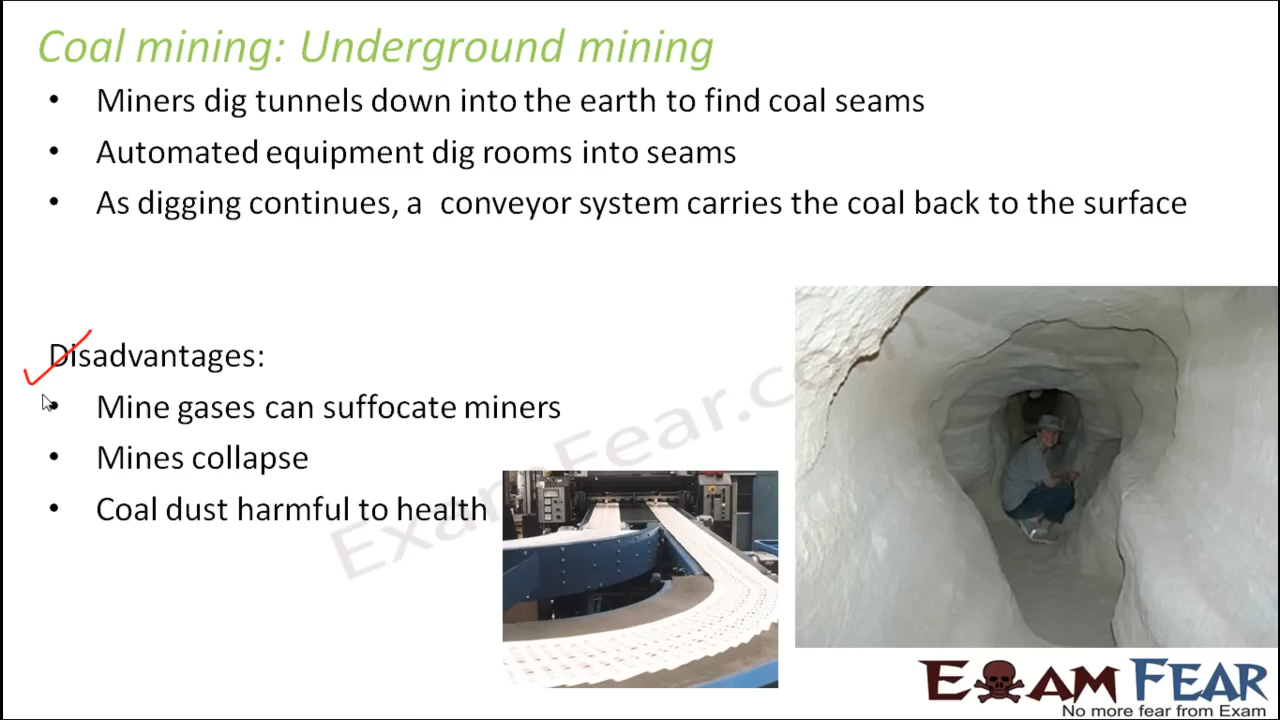 Coal mining: Underground mining
• Miners dig tunnels down into the earth to find coal seams
• Automated equipment dig rooms into seams
• As digging continues, a conveyor system carries the coal back to the surface
Disadvantages:
• Mine gases can suffocate miners
• Mines collapse
• Coal dust harmful to health
ExamFear.com
EXAM FEAR
No more fear from Exam